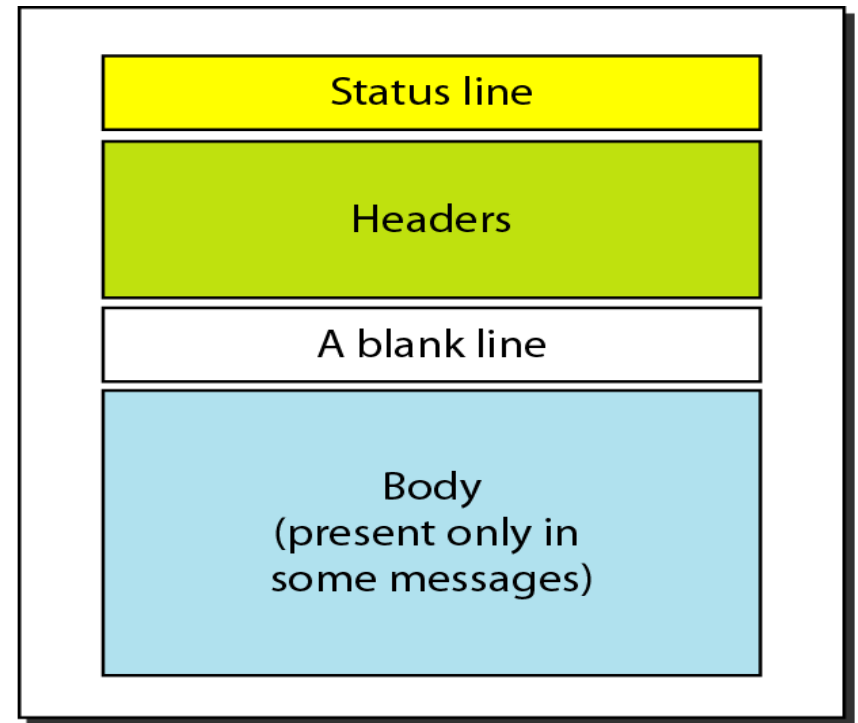 Status line
Headers
A blank line
Body
(present only in
some messages)